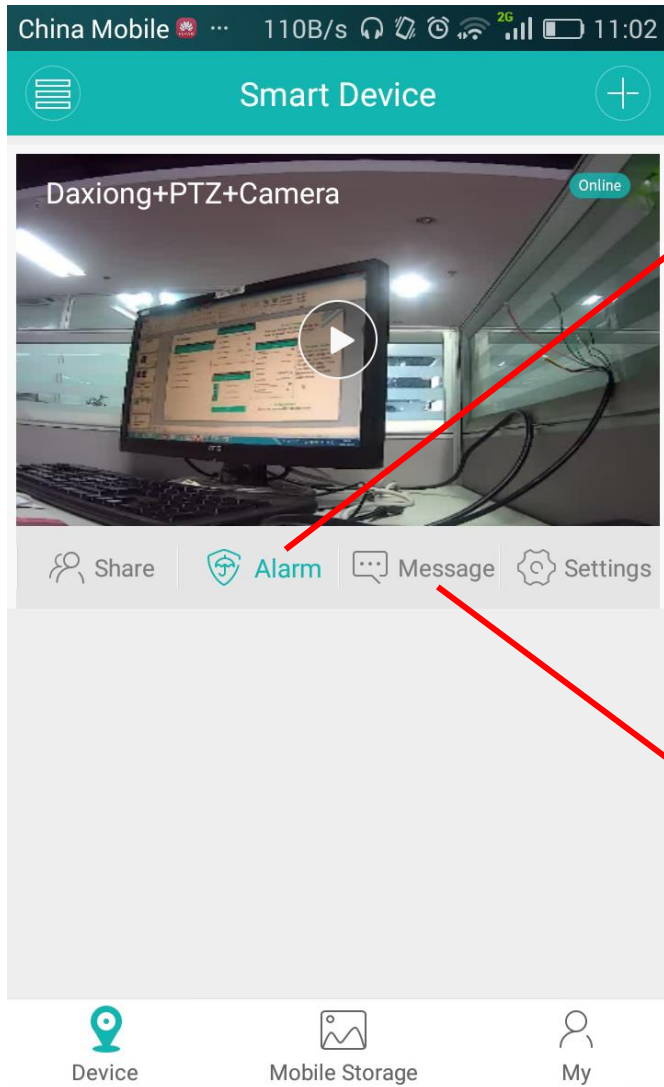 China Mobile ... 110B/s 2G 11:02
Smart Device
Daxiong+PTZ+Camera
Online
Share Alarm Message Settings
Device Mobile Storage My